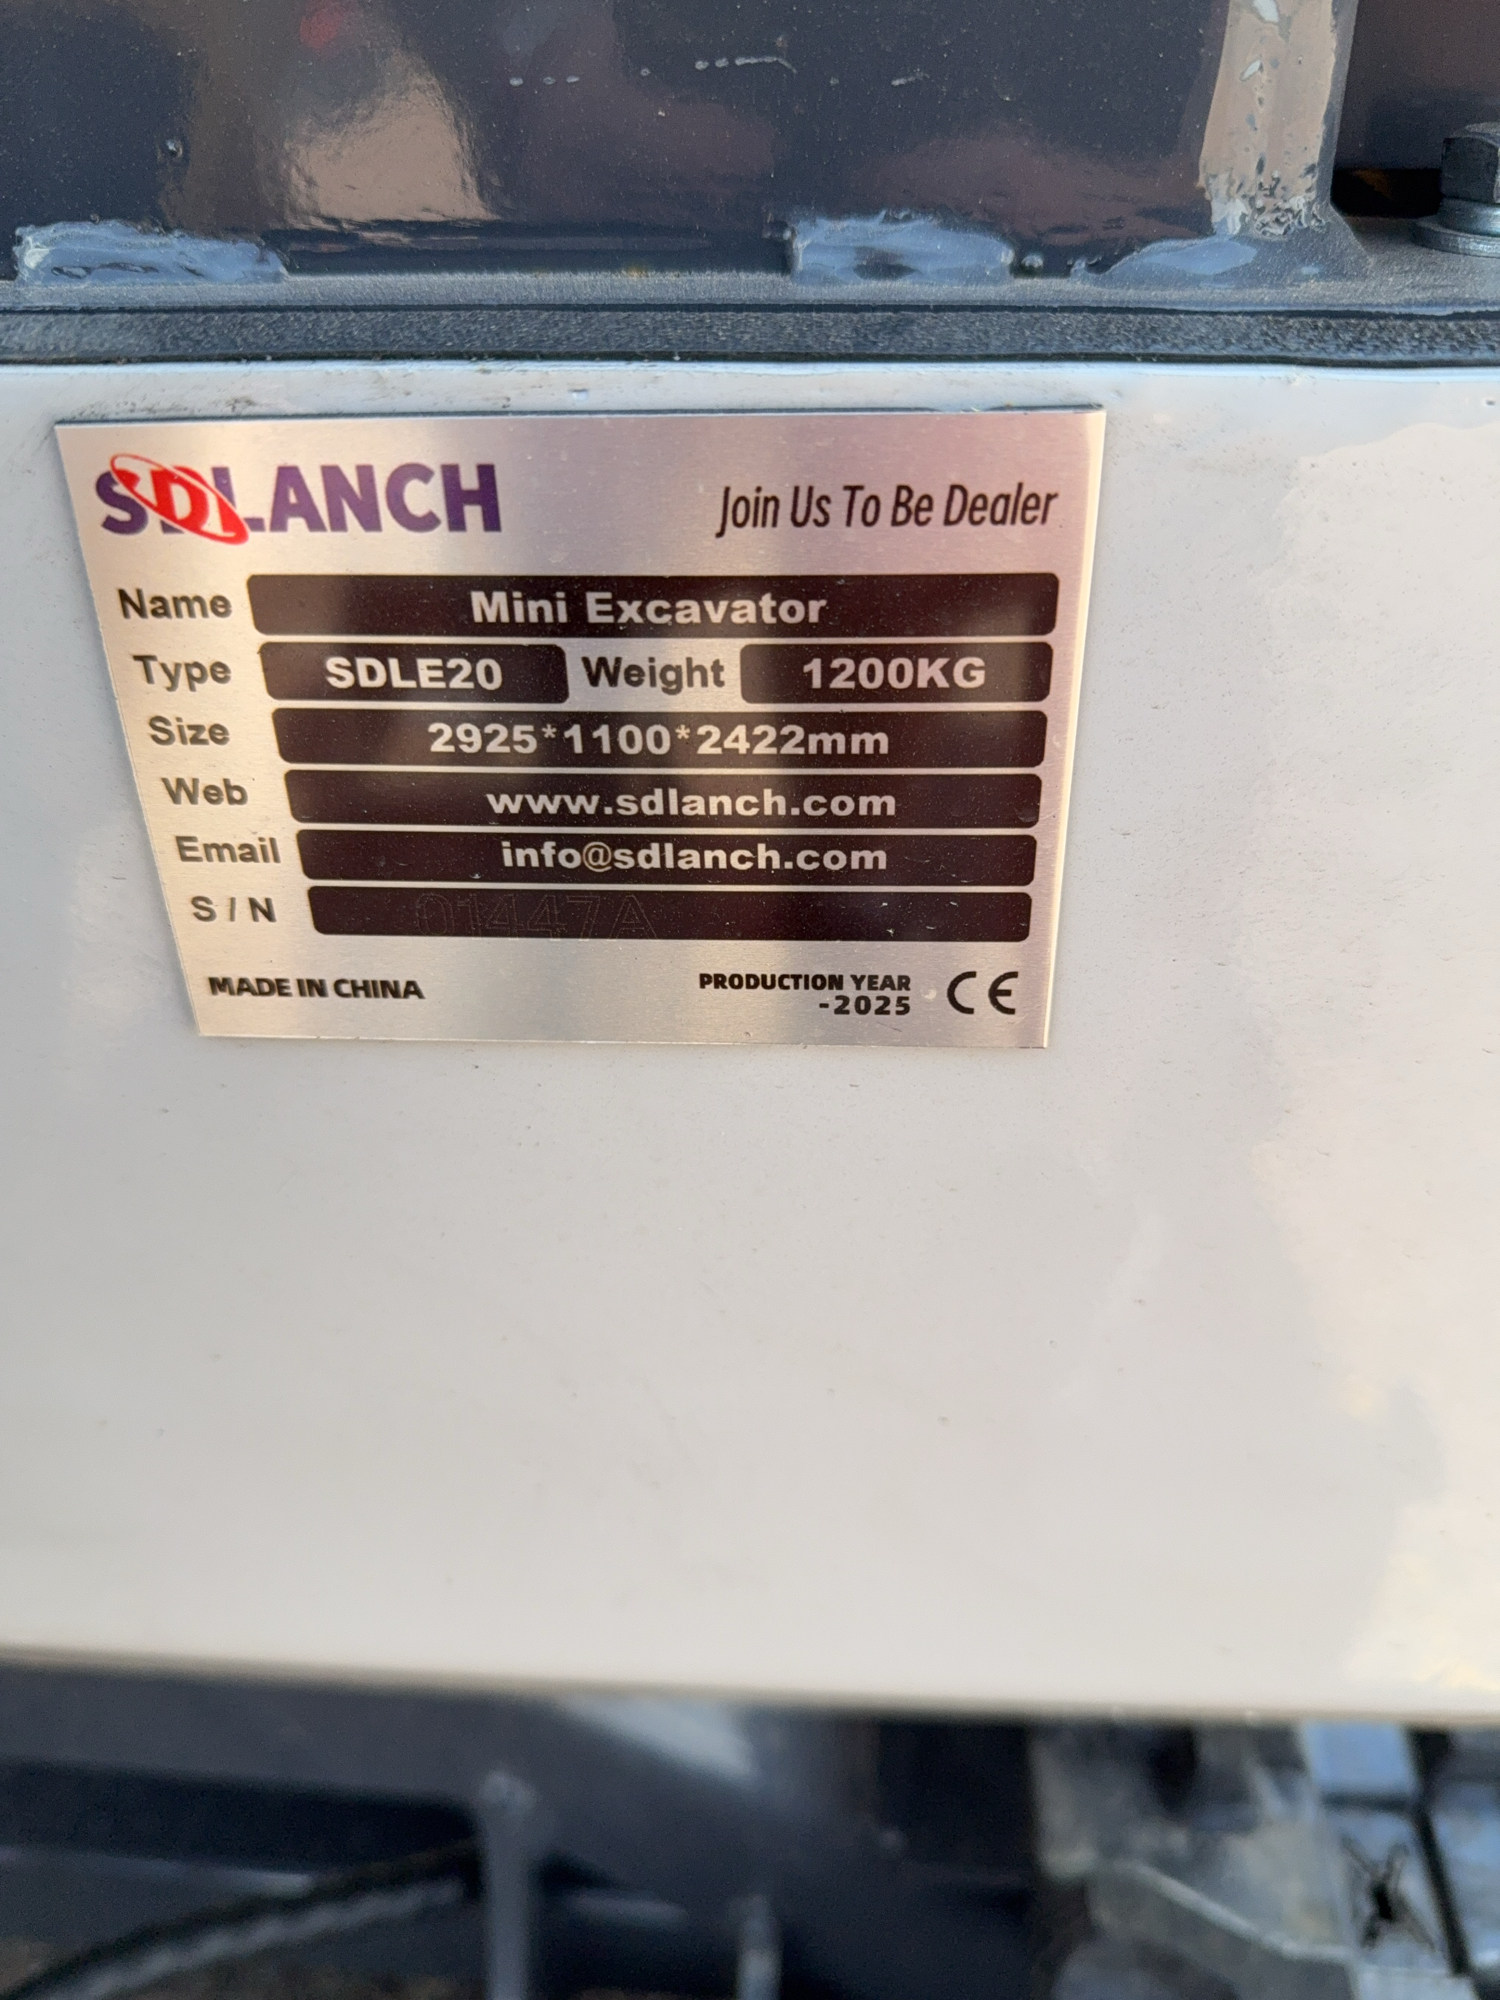 SDLANCH
Join Us To Be Dealer
Name Mini Excavator
Type SDLE20 Weight 1200KG
Size 2925*1100*2422mm
Web www.sdlanch.com
Email info@sdlanch.com
S / N 01447A
MADE IN CHINA
PRODUCTION YEAR
-2025
CE